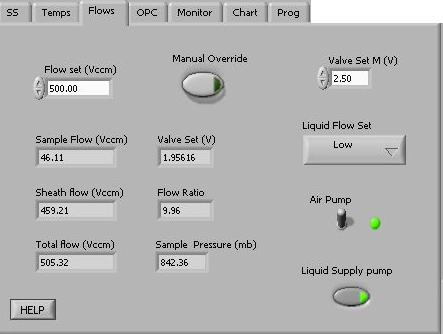 SS Temps Flows OPC Monitor Chart Prog
Manual Override
Valve Set M (V)
Flow set (Vccm)
2.50
500.00
Liquid Flow Set
Sample Flow (Vccm) Valve Set (V)
Low
46.11 1.95616
Sheath flow (Vccm) Flow Ratio
Air Pump
459.21 9.96
Total flow (Vccm) Sample Pressure (mb)
505.32 842.36
Liquid Supply pump
HELP